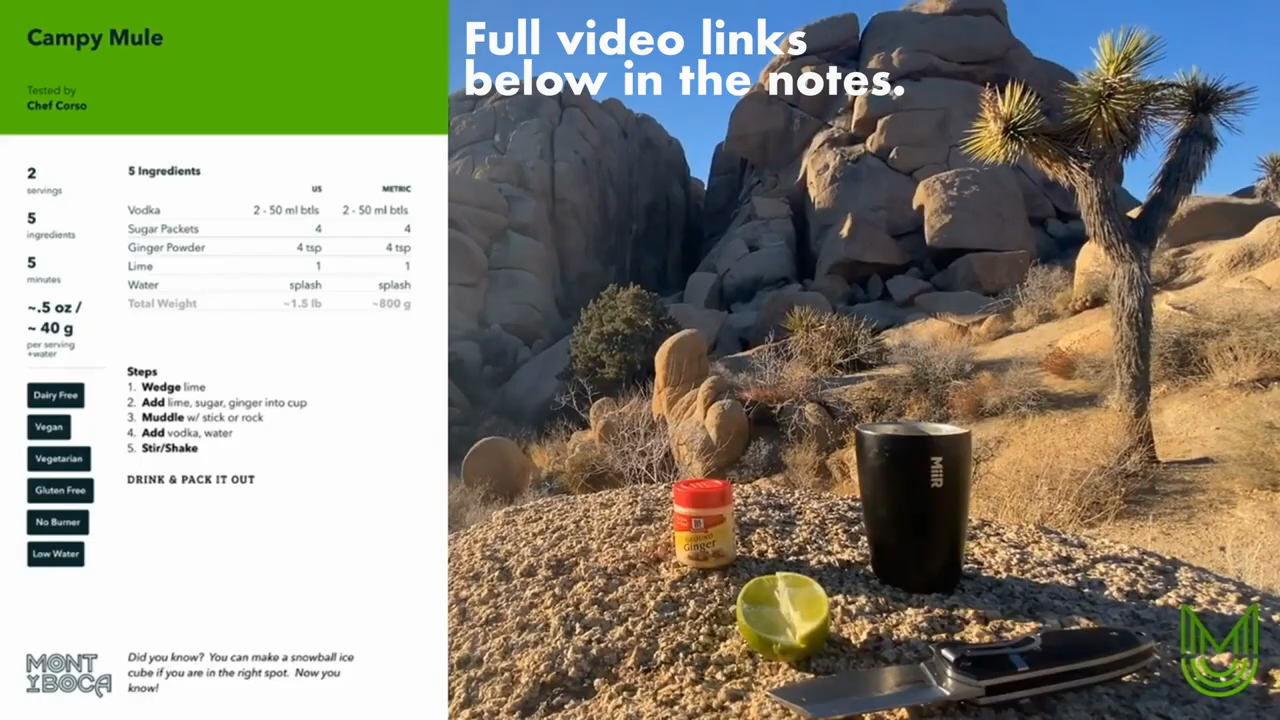 Campy Mule
Tested by
Chef Corso
Full video links
below in the notes.
2
servings
5
ingredients
5
minutes
~.5 oz /
~ 40 g
per serving
+water
Dairy Free
Vegan
Vegetarian
Gluten Free
No Burner
Low Water
5 Ingredients
US METRIC
Vodka 2 - 50 ml btls 2 - 50 ml btls
Sugar Packets 4 4
Ginger Powder 4 tsp 4 tsp
Lime 1 1
Water splash splash
Total Weight ~1.5 lb ~800 g
Steps
1. Wedge lime
2. Add lime, sugar, ginger into cup
3. Muddle w/ stick or rock
4. Add vodka, water
5. Stir/Shake
DRINK & PACK IT OUT
MONT
Y BOCA
Did you know? You can make a snowball ice
cube if you are in the right spot. Now you
know!
MiiR
GROUND
Ginger